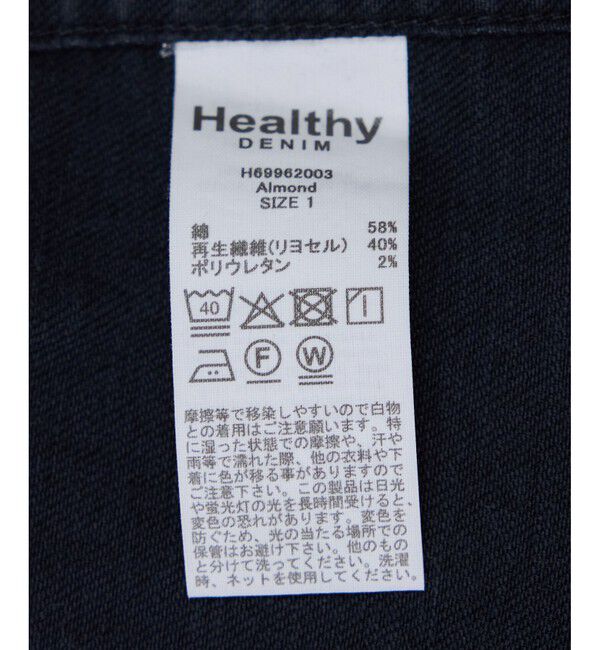 Healthy
DENIM
H69962003
Almond
SIZE 1
綿 58%
再生繊維(リヨセル) 40%
ポリウレタン 2%
40
F W
摩擦等で移染しやすいので白物
との着用はご注意願います。特
に湿った状態での摩擦や、汗や
雨等で濡れた際、他の衣料や下
着に色が移る事がありますので
ご注意下さい。この製品は日光
や蛍光灯の光を長時間受けると、
変色の恐れがあります。変色を
防ぐため、光の当たる場所での
保管はお避け下さい。他のもの
と分けて洗ってください。洗濯
時、ネットを使用してください。